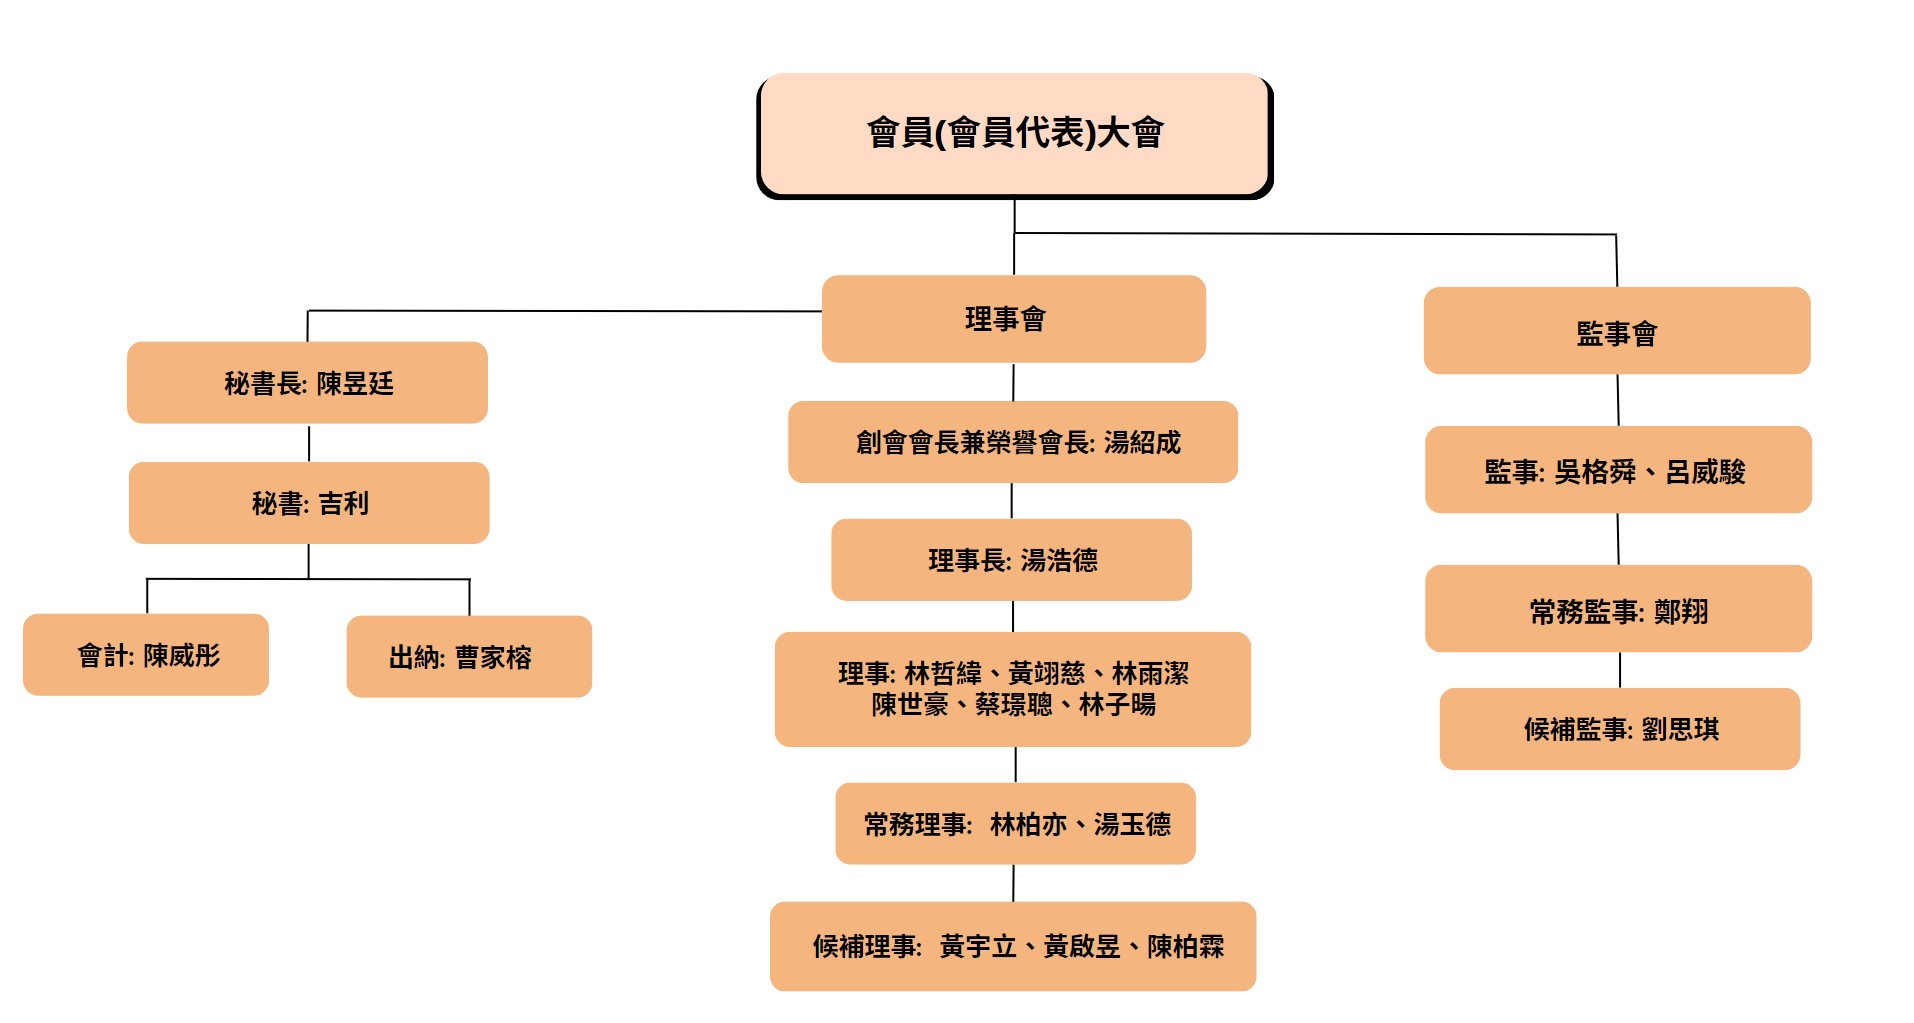 會員(會員代表)大會
理事會
監事會
秘書長: 陳昱廷
創會會長兼榮譽會長: 湯紹成
監事: 吳格舜、呂威駿
秘書: 吉利
理事長: 湯浩德
常務監事: 鄭翔
會計: 陳威彤
出納: 曹家榕
理事: 林哲緯、黃翊慈、林雨潔
陳世豪、蔡璟聰、林子暘
候補監事: 劉思琪
常務理事: 林柏亦、湯玉德
候補理事: 黃宇立、黃啟昱、陳柏霖